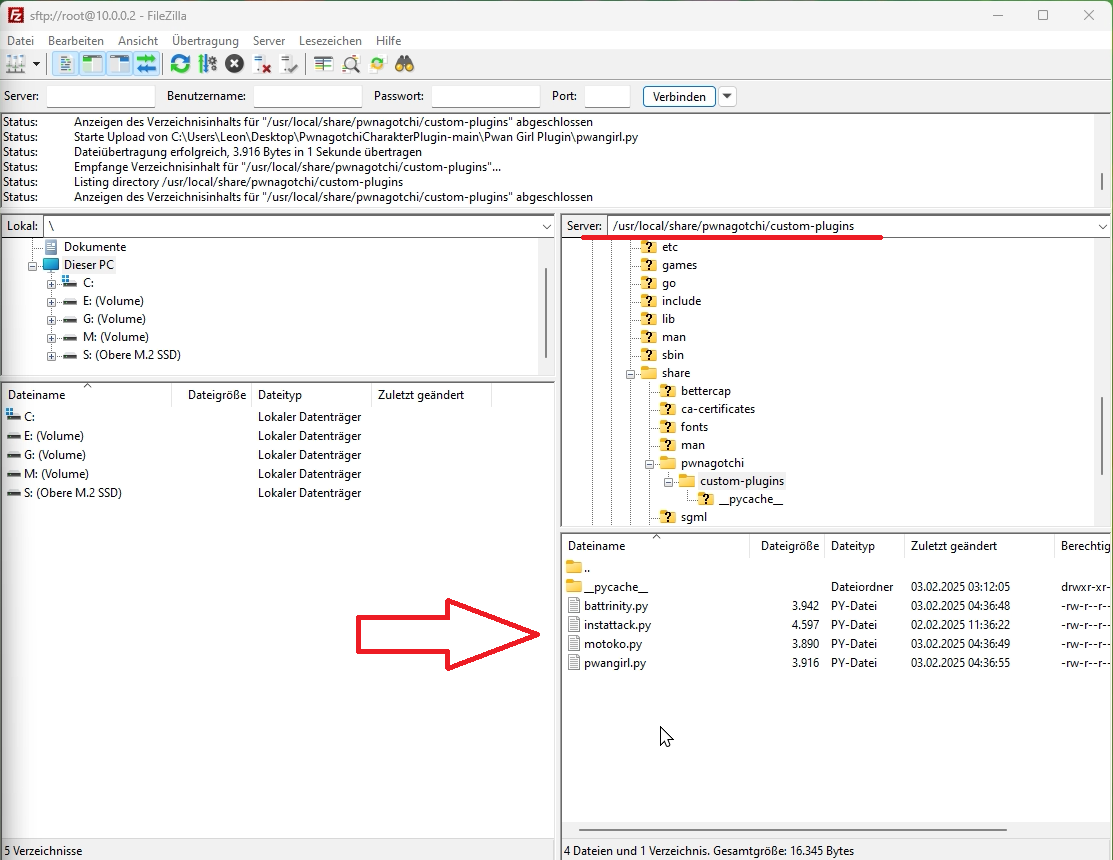 sftp://root@10.0.0.2 - FileZilla
Datei Bearbeiten Ansicht Übertragung Server Lesezeichen Hilfe
Server: Benutzername: Passwort: Port: Verbinden
Status: Anzeigen des Verzeichnisinhalts für "/usr/local/share/pwnagotchi/custom-plugins" abgeschlossen
Status: Starte Upload von C:\Users\Leon\Desktop\PwnagotchiCharakterPlugin-main\Pwan Girl Plugin\pwangirl.py
Status: Dateiübertragung erfolgreich, 3.916 Bytes in 1 Sekunde übertragen
Status: Empfange Verzeichnisinhalt für "/usr/local/share/pwnagotchi/custom-plugins"...
Status: Listing directory /usr/local/share/pwnagotchi/custom-plugins
Status: Anzeigen des Verzeichnisinhalts für "/usr/local/share/pwnagotchi/custom-plugins" abgeschlossen
Lokal: \
Dokumente
Dieser PC
C:
E: (Volume)
G: (Volume)
M: (Volume)
S: (Obere M.2 SSD)
Dateiname Dateigröße Dateityp Zuletzt geändert
C: Lokaler Datenträger
E: (Volume) Lokaler Datenträger
G: (Volume) Lokaler Datenträger
M: (Volume) Lokaler Datenträger
S: (Obere M.2 SSD) Lokaler Datenträger
5 Verzeichnisse
Server: /usr/local/share/pwnagotchi/custom-plugins
etc
games
go
include
lib
man
sbin
share
bettercap
ca-certificates
fonts
man
pwnagotchi
custom-plugins
__pycache__
sgml
Dateiname Dateigröße Dateityp Zuletzt geändert Berechtig
..
__pycache__ Dateiordner 03.02.2025 03:12:05 drwxr-xr-
battrinity.py 3.942 PY-Datei 03.02.2025 04:36:48 -rw-r--r--
instattack.py 4.597 PY-Datei 02.02.2025 11:36:22 -rw-r--r--
motoko.py 3.890 PY-Datei 03.02.2025 04:36:49 -rw-r--r--
pwangirl.py 3.916 PY-Datei 03.02.2025 04:36:55 -rw-r--r--
4 Dateien und 1 Verzeichnis. Gesamtgröße: 16.345 Bytes